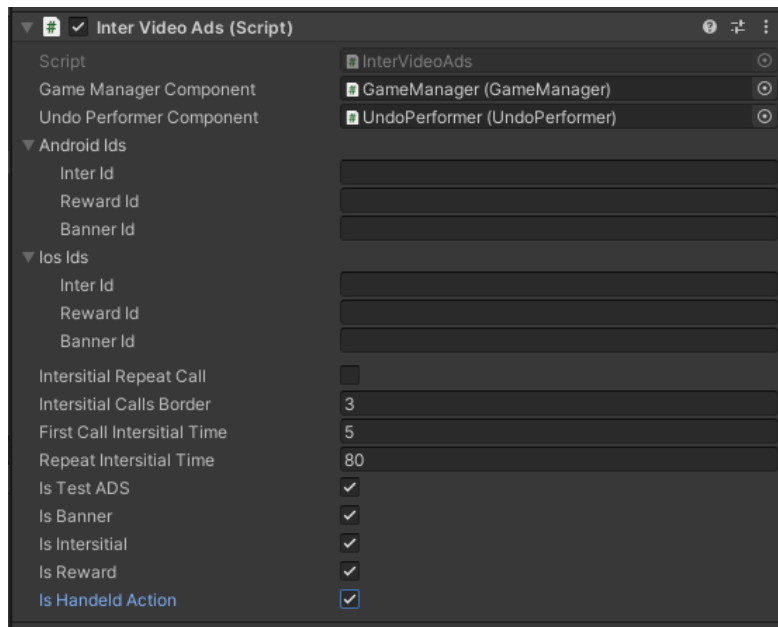 Inter Video Ads (Script)
Script InterVideoAds
Game Manager Component GameManager (GameManager)
Undo Performer Component UndoPerformer (UndoPerformer)
Android Ids
Inter Id
Reward Id
Banner Id
Ios Ids
Inter Id
Reward Id
Banner Id
Intersitial Repeat Call
Intersitial Calls Border 3
First Call Intersitial Time 5
Repeat Intersitial Time 80
Is Test ADS
Is Banner
Is Intersitial
Is Reward
Is Handeld Action